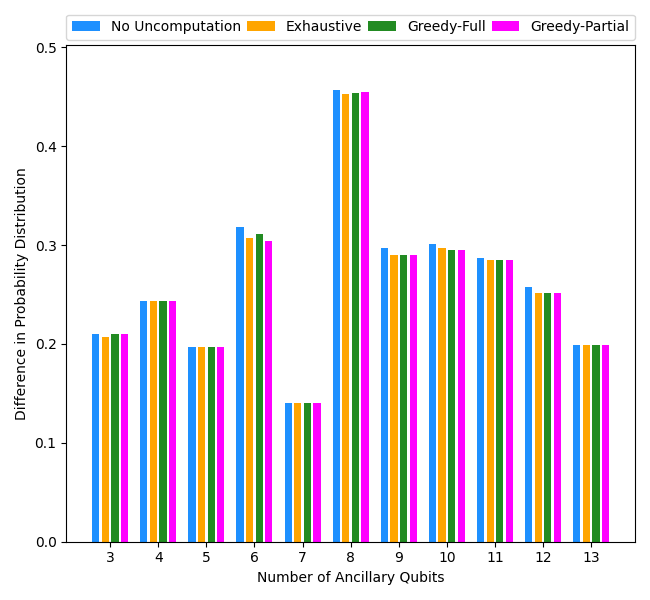 No Uncomputation Exhaustive Greedy-Full Greedy-Partial
0.5
0.4
0.3
0.2
0.1
0.0
Difference in Probability Distribution
3 4 5 6 7 8 9 10 11 12 13
Number of Ancillary Qubits